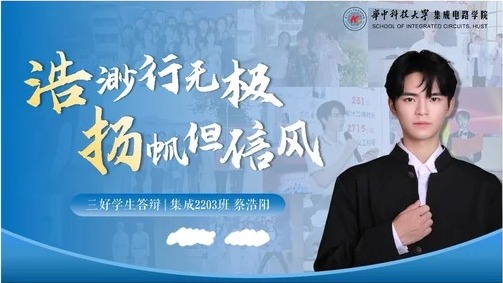 华中科技大学 集成电路学院
SCHOOL OF INTEGRATED CIRCUITS, HUST
浩渺行无极
扬帆但信风
三好学生答辩 | 集成2203班 蔡浩阳